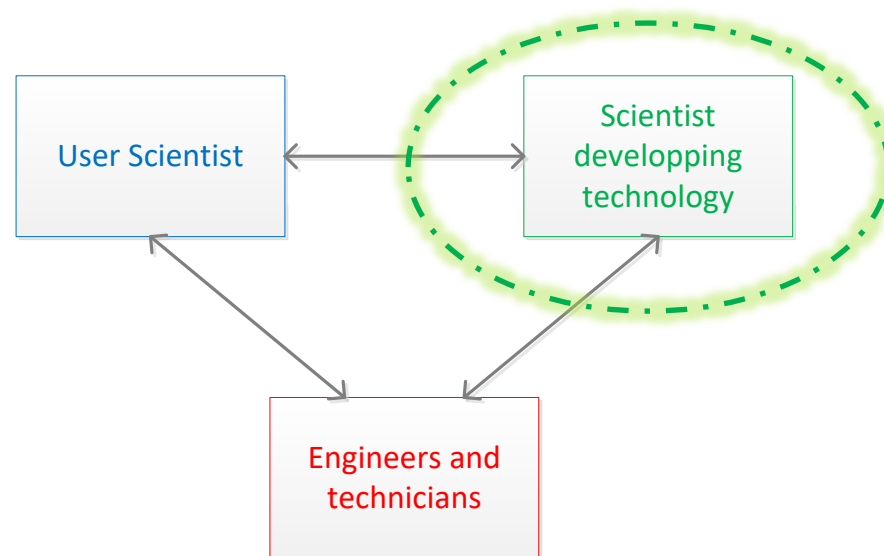 User Scientist
Scientist
developping
technology
Engineers and
technicians